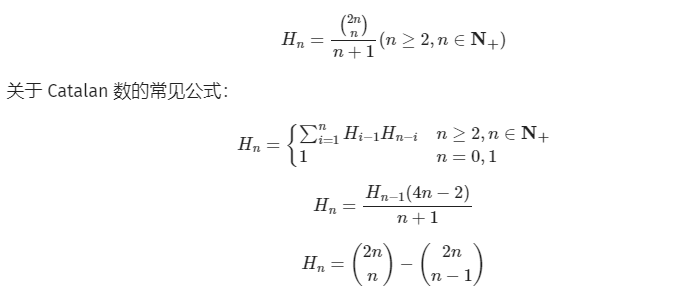 $$H_n = \frac{\binom{2n}{n}}{n+1} (n \geq 2, n \in \mathbf{N}_+)$$
关于 Catalan 数的常见公式：
$$H_n = \begin{cases} \sum_{i=1}^{n} H_{i-1} H_{n-i} & n \geq 2, n \in \mathbf{N}_+ \\ 1 & n = 0, 1 \end{cases}$$
$$H_n = \frac{H_{n-1}(4n-2)}{n+1}$$
$$H_n = \binom{2n}{n} - \binom{2n}{n-1}$$